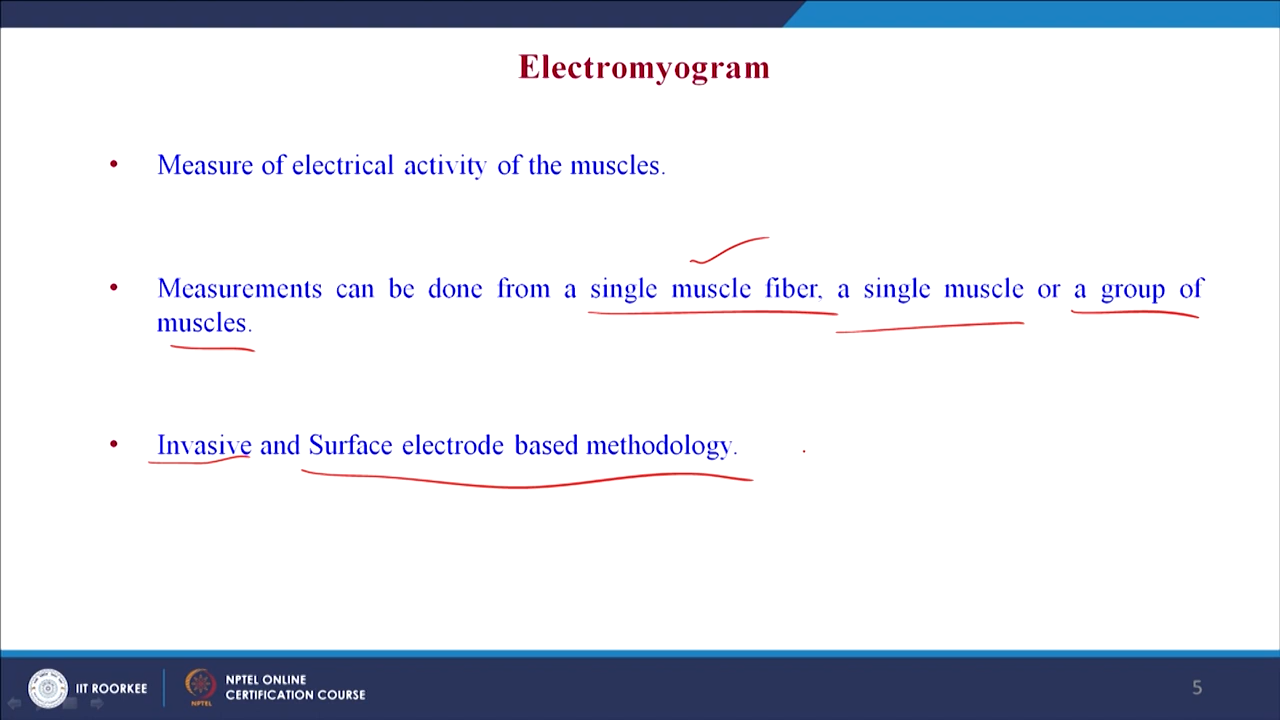 Electromyogram
• Measure of electrical activity of the muscles.
• Measurements can be done from a single muscle fiber, a single muscle or a group of
muscles.
• Invasive and Surface electrode based methodology.
IIT ROORKEE
NPTEL
NPTEL ONLINE
CERTIFICATION COURSE
5